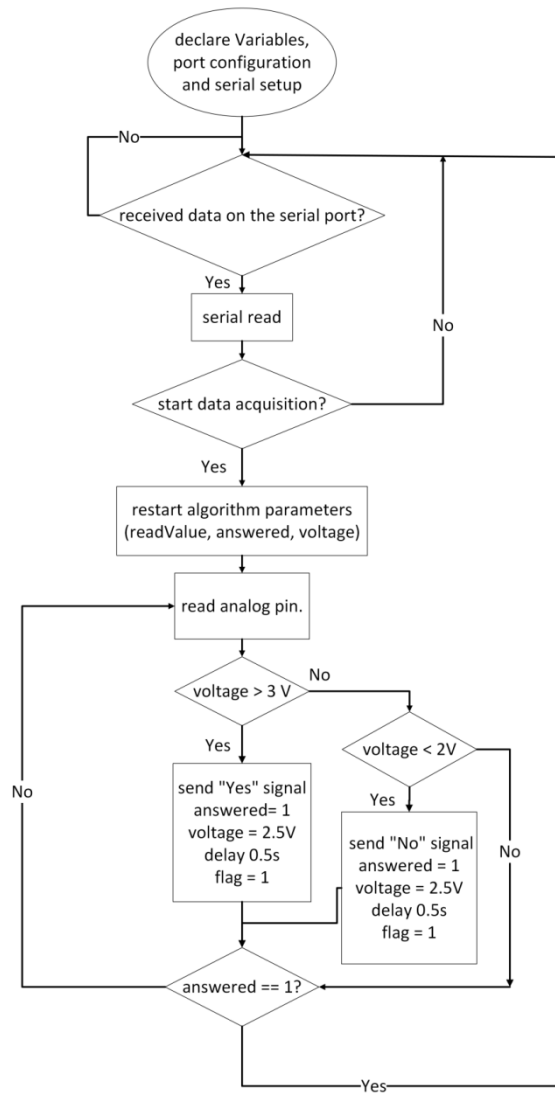 declare Variables,
port configuration
and serial setup
No
received data on the serial port?
Yes
serial read
No
start data acquisition?
Yes
restart algorithm parameters
(readValue, answered, voltage)
read analog pin.
No
voltage > 3 V
Yes
voltage < 2V
Yes
No
No
send "Yes" signal
answered= 1
voltage = 2.5V
delay 0.5s
flag = 1
send "No" signal
answered = 1
voltage = 2.5V
delay 0.5s
flag = 1
answered == 1?
Yes